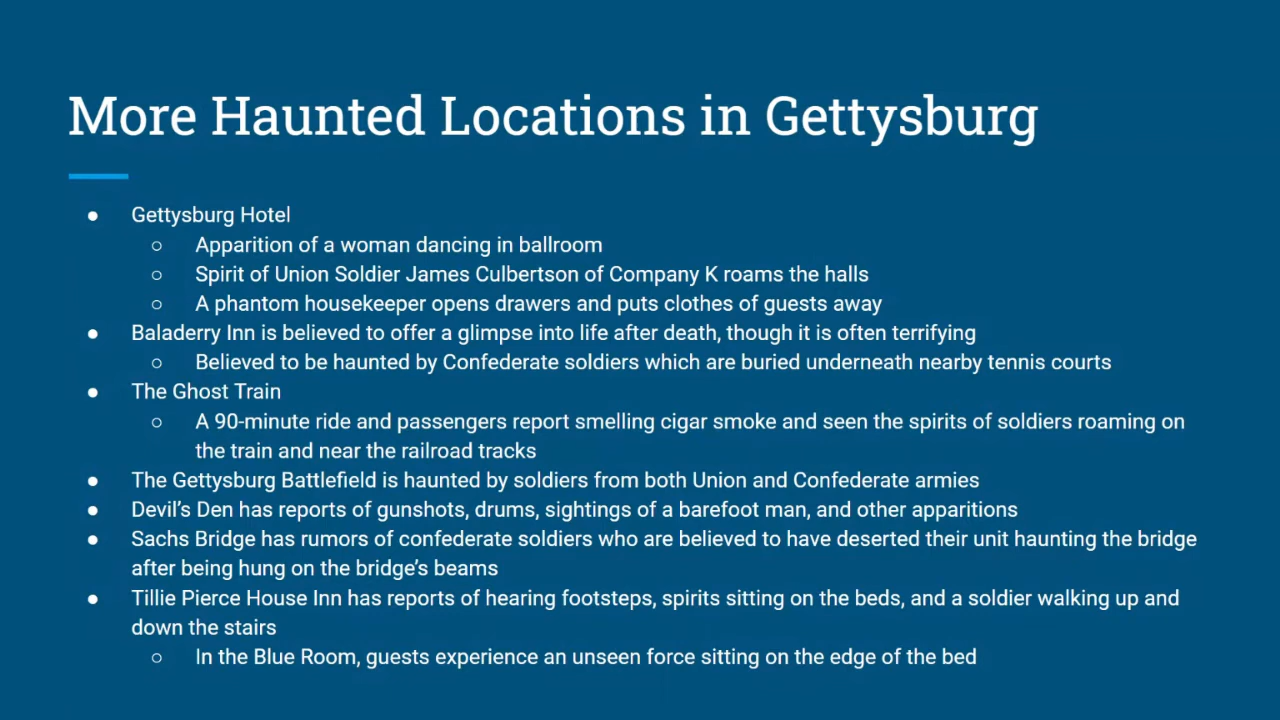 More Haunted Locations in Gettysburg
● Gettysburg Hotel
○ Apparition of a woman dancing in ballroom
○ Spirit of Union Soldier James Culbertson of Company K roams the halls
○ A phantom housekeeper opens drawers and puts clothes of guests away
● Baladerry Inn is believed to offer a glimpse into life after death, though it is often terrifying
○ Believed to be haunted by Confederate soldiers which are buried underneath nearby tennis courts
● The Ghost Train
○ A 90-minute ride and passengers report smelling cigar smoke and seen the spirits of soldiers roaming on
the train and near the railroad tracks
● The Gettysburg Battlefield is haunted by soldiers from both Union and Confederate armies
● Devil’s Den has reports of gunshots, drums, sightings of a barefoot man, and other apparitions
● Sachs Bridge has rumors of confederate soldiers who are believed to have deserted their unit haunting the bridge
after being hung on the bridge’s beams
● Tillie Pierce House Inn has reports of hearing footsteps, spirits sitting on the beds, and a soldier walking up and
down the stairs
○ In the Blue Room, guests experience an unseen force sitting on the edge of the bed